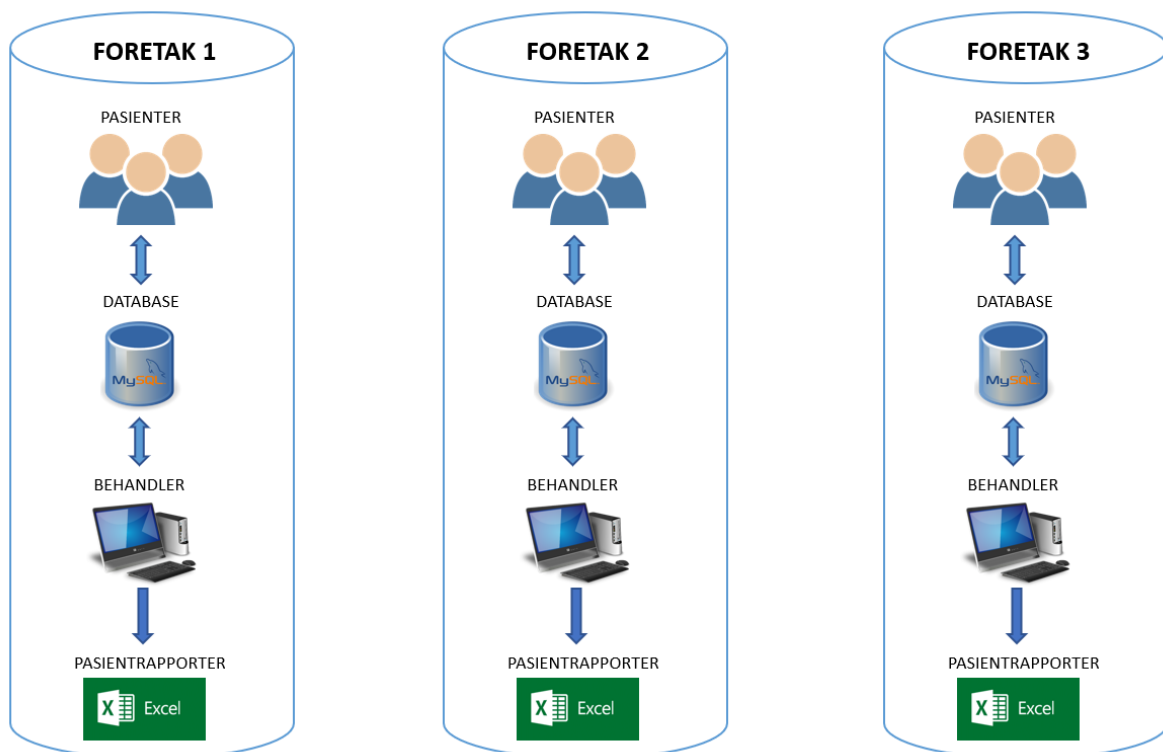 FORETAK 1
PASIENTER
DATABASE
MySQL
BEHANDLER
PASIENTRAPPORTER
X Excel
FORETAK 2
PASIENTER
DATABASE
MySQL
BEHANDLER
PASIENTRAPPORTER
X Excel
FORETAK 3
PASIENTER
DATABASE
MySQL
BEHANDLER
PASIENTRAPPORTER
X Excel